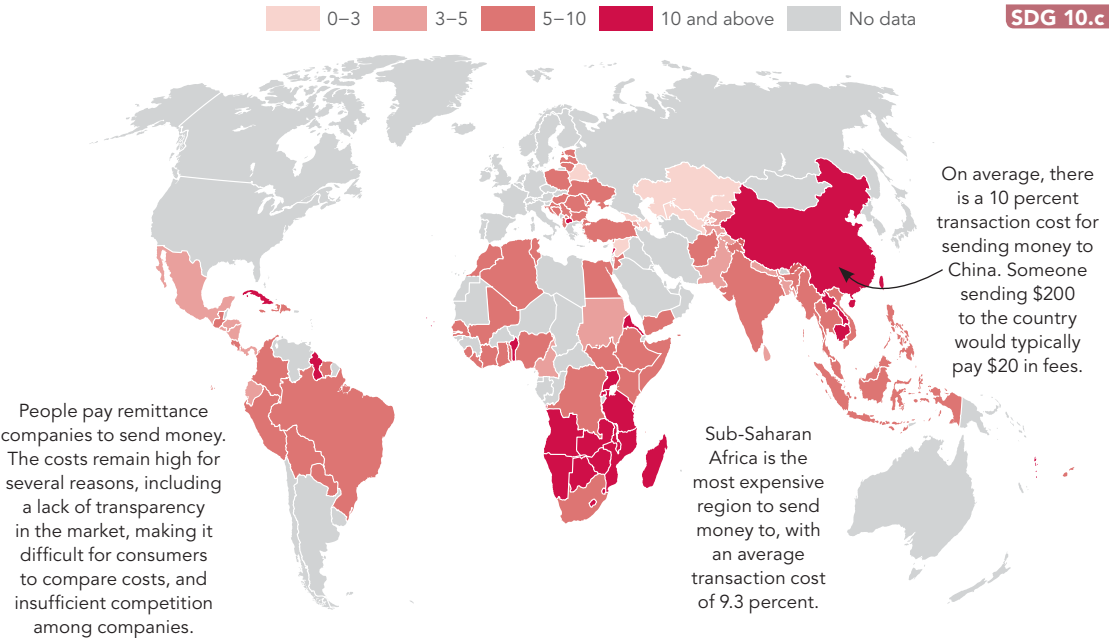 0–3
3–5
5–10
10 and above
No data
SDG 10.c
On average, there
is a 10 percent
transaction cost for
sending money to
China. Someone
sending $200
to the country
would typically
pay $20 in fees.
People pay remittance
companies to send money.
The costs remain high for
several reasons, including
a lack of transparency
in the market, making it
difficult for consumers
to compare costs, and
insufficient competition
among companies.
Sub-Saharan
Africa is the
most expensive
region to send
money to, with
an average
transaction cost
of 9.3 percent.